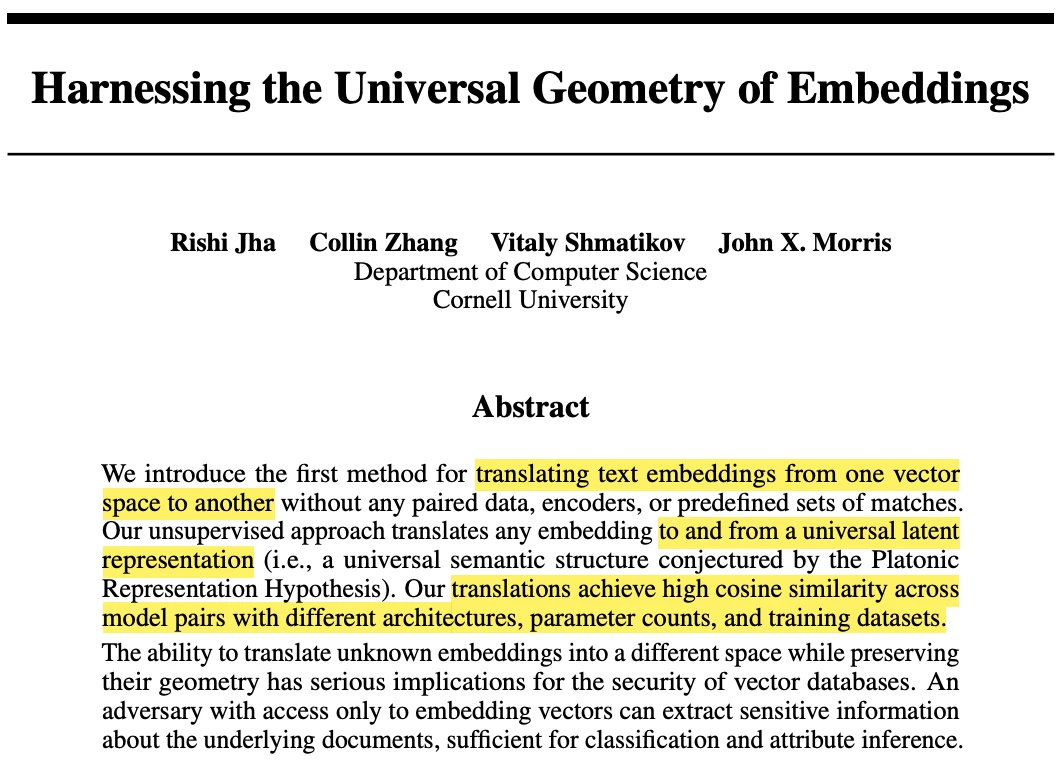 Harnessing the Universal Geometry of Embeddings
Rishi Jha Collin Zhang Vitaly Shmatikov John X. Morris
Department of Computer Science
Cornell University
Abstract
We introduce the first method for translating text embeddings from one vector
space to another without any paired data, encoders, or predefined sets of matches.
Our unsupervised approach translates any embedding to and from a universal latent
representation (i.e., a universal semantic structure conjectured by the Platonic
Representation Hypothesis). Our translations achieve high cosine similarity across
model pairs with different architectures, parameter counts, and training datasets.
The ability to translate unknown embeddings into a different space while preserving
their geometry has serious implications for the security of vector databases. An
adversary with access only to embedding vectors can extract sensitive information
about the underlying documents, sufficient for classification and attribute inference.